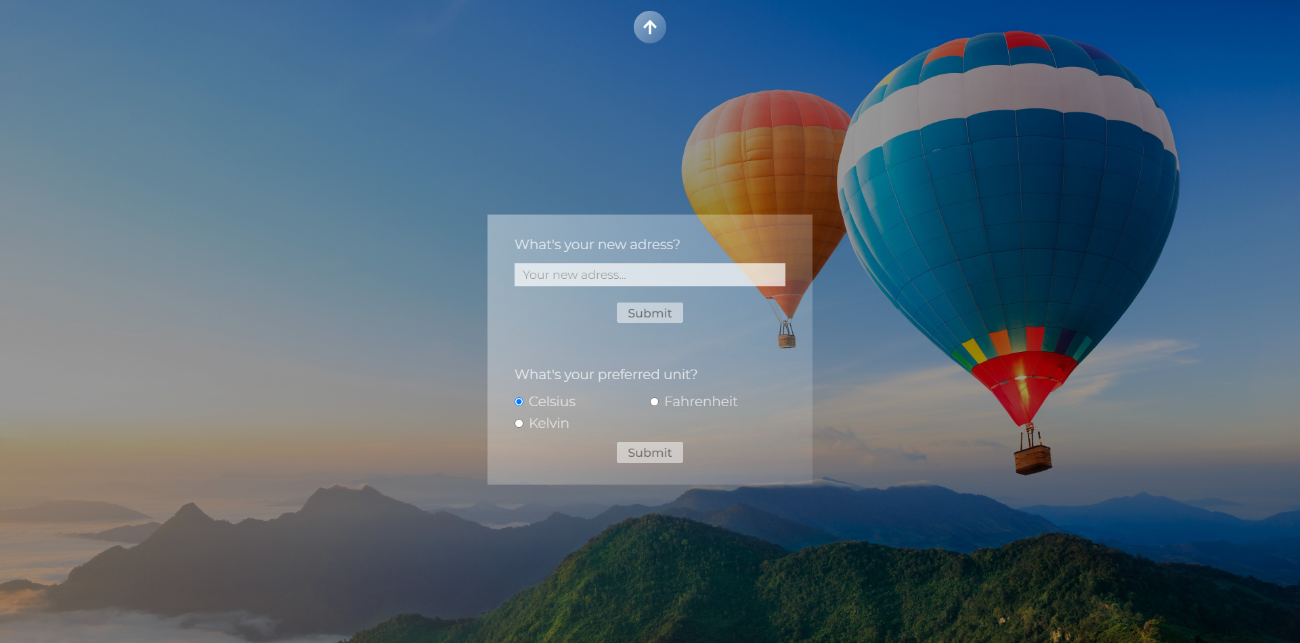 What's your new adress?
Your new adress...
Submit
What's your preferred unit?
Celsius Fahrenheit
Kelvin
Submit